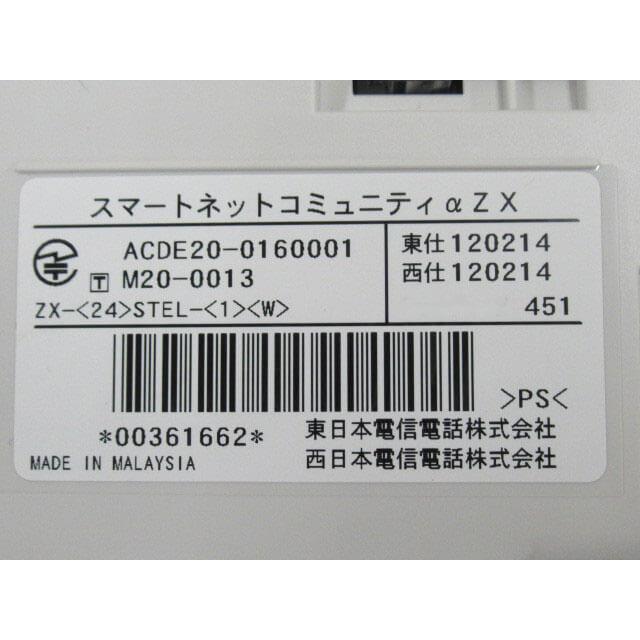 スマートネットコミュニティαＺＸ
ACDE20-0160001
T M20-0013
ZX-<24>STEL-<1><W>
東仕120214
西仕120214
451
*00361662*
MADE IN MALAYSIA
>PS<
東日本電信電話株式会社
西日本電信電話株式会社